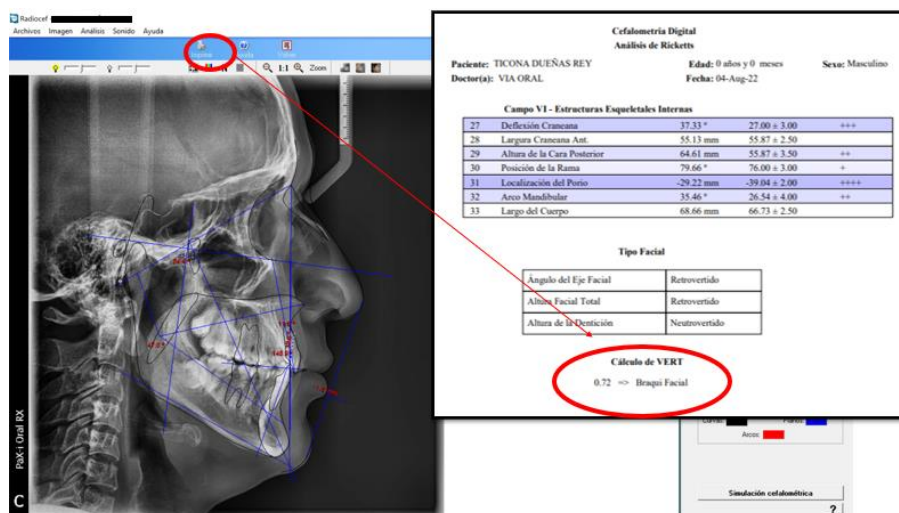 Radiocef -
Archivos Imagen Análisis Sonido Ayuda
1:1 Zoom
PaX-i Oral RX
C
Cefalometría Digital
Análisis de Ricketts
Paciente: TICONA DUEÑAS REY Edad: 0 años y 0 meses Sexo: Masculino
Doctor(a): VIA ORAL Fecha: 04-Aug-22
Campo VI - Estructuras Esqueletales Internas
27 Deflexión Craneana 37.33 º 27.00 ± 3.00 +++
28 Largura Craneana Ant. 55.13 mm 55.87 ± 2.50
29 Altura de la Cara Posterior 64.61 mm 55.87 ± 3.50 ++
30 Posición de la Rama 79.66 º 76.00 ± 3.00 +
31 Localización del Porio -29.22 mm -39.04 ± 2.00 ++++
32 Arco Mandibular 35.46 º 26.54 ± 4.00 ++
33 Largo del Cuerpo 68.66 mm 66.73 ± 2.50
Tipo Facial
Ángulo del Eje Facial Retrovertido
Altura Facial Total Retrovertido
Altura de la Dentición Neutrovertido
Cálculo de VERT
0.72 => Braqui Facial
Arcos:
Simulación cefalométrica
?